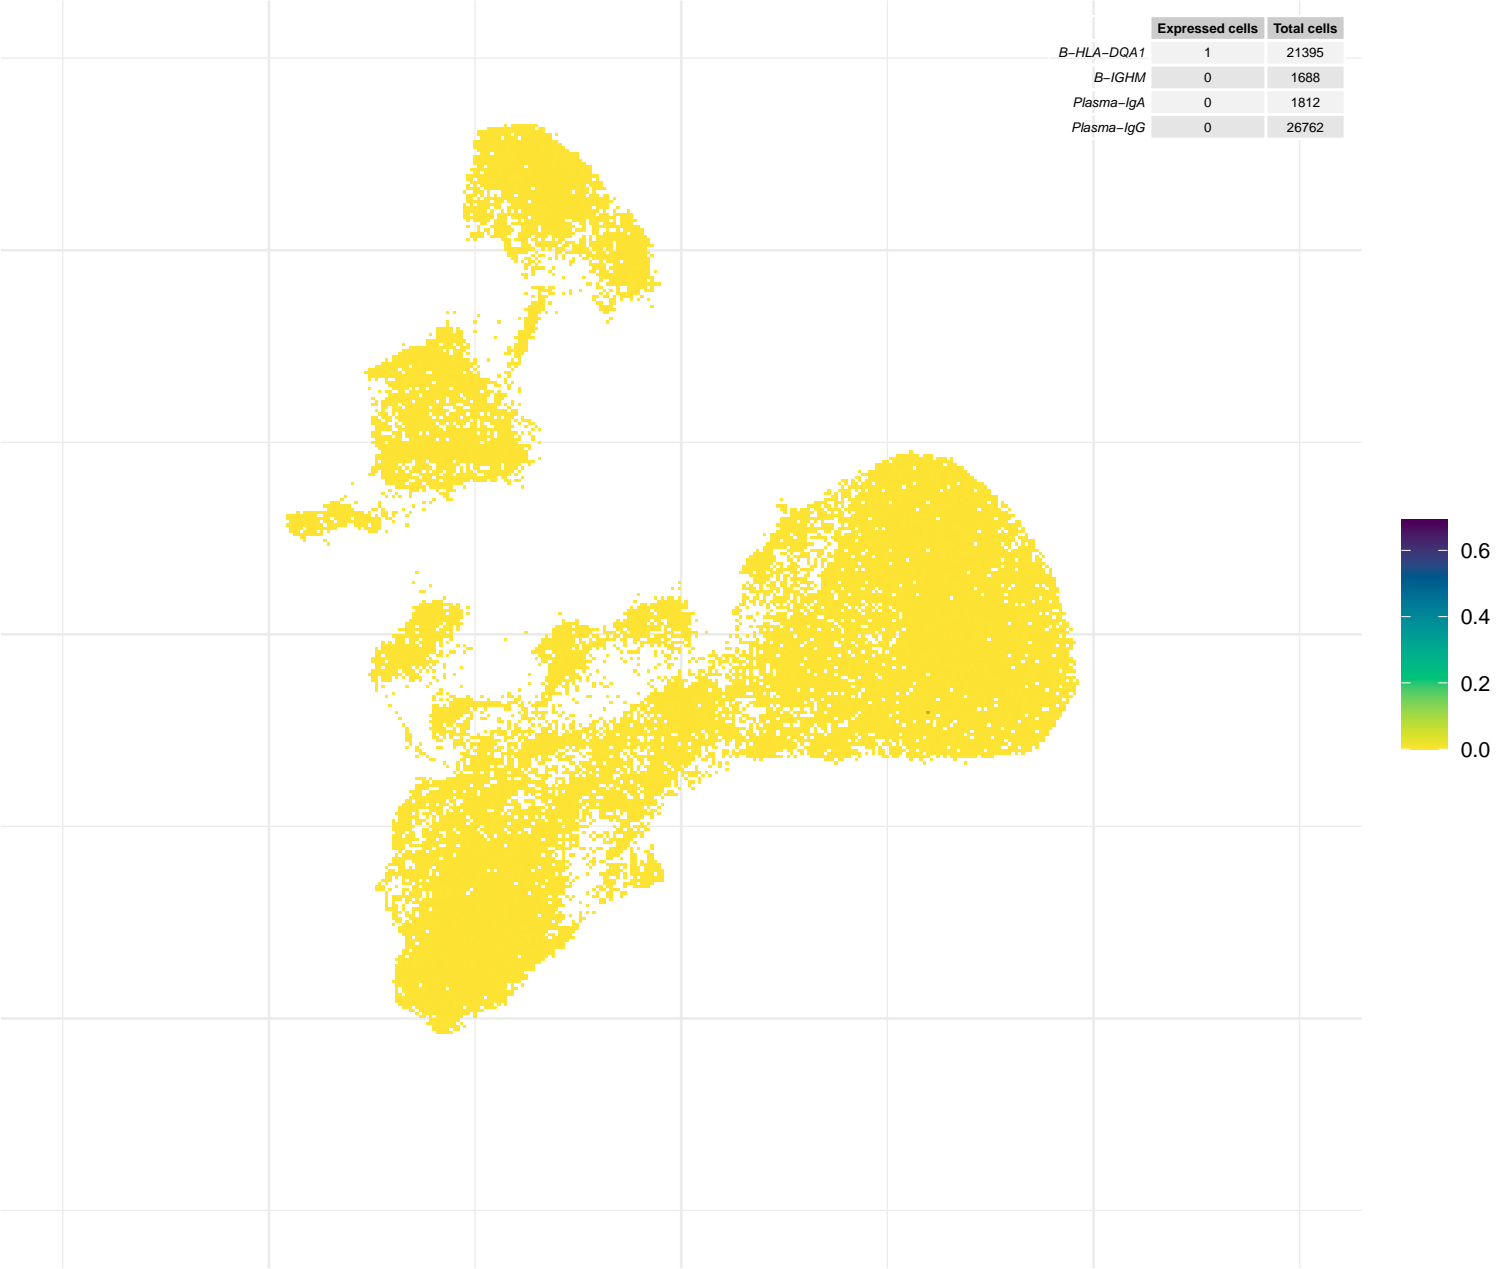 Expressed cells Total cells
B−HLA−DQA1 1 21395
B−IGHM 0 1688
Plasma−IgA 0 1812
Plasma−IgG 0 26762
0.6
0.4
0.2
0.0